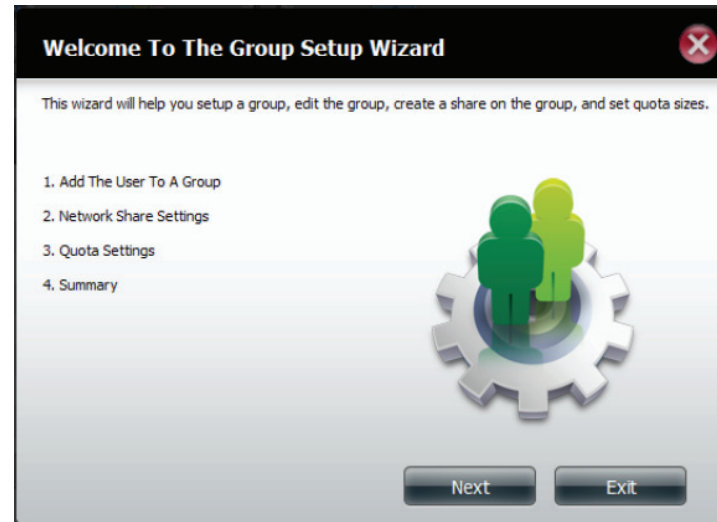 Welcome To The Group Setup Wizard
This wizard will help you setup a group, edit the group, create a share on the group, and set quota sizes.
1. Add The User To A Group
2. Network Share Settings
3. Quota Settings
4. Summary
Next Exit